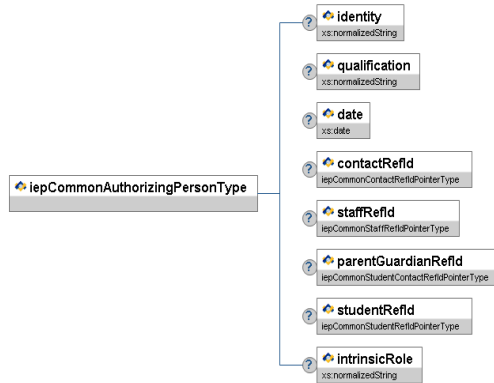 ? identity
xs:normalizedString
? qualification
xs:normalizedString
? date
xs:date
? contactRefId
iepCommonContactRefIdPointerType
iepCommonAuthorizingPersonType
? staffRefId
iepCommonStaffRefIdPointerType
? parentGuardianRefId
iepCommonStudentContactRefIdPointerType
? studentRefId
iepCommonStudentRefIdPointerType
? intrinsicRole
xs:normalizedString